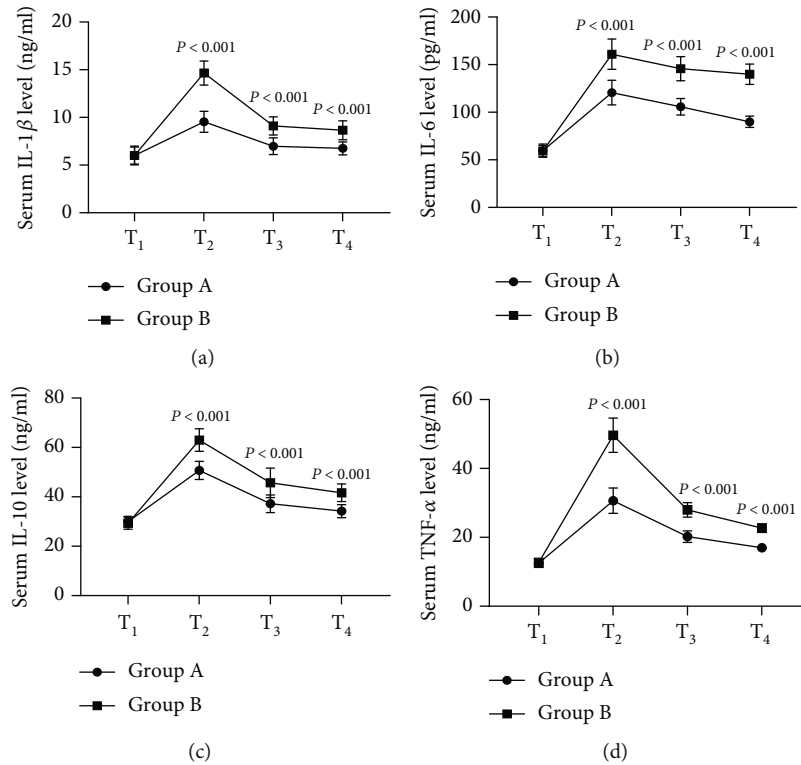 Serum IL-1β level (ng/ml)
20
15
10
5
0
P < 0.001
P < 0.001
P < 0.001
T1
T2
T3
T4
Group A
Group B
(a)
Serum IL-6 level (pg/ml)
200
150
100
50
0
P < 0.001
P < 0.001
P < 0.001
T1
T2
T3
T4
Group A
Group B
(b)
Serum IL-10 level (ng/ml)
80
60
40
20
0
P < 0.001
P < 0.001
P < 0.001
T1
T2
T3
T4
Group A
Group B
(c)
Serum TNF-α level (ng/ml)
60
40
20
0
P < 0.001
P < 0.001
P < 0.001
T1
T2
T3
T4
Group A
Group B
(d)